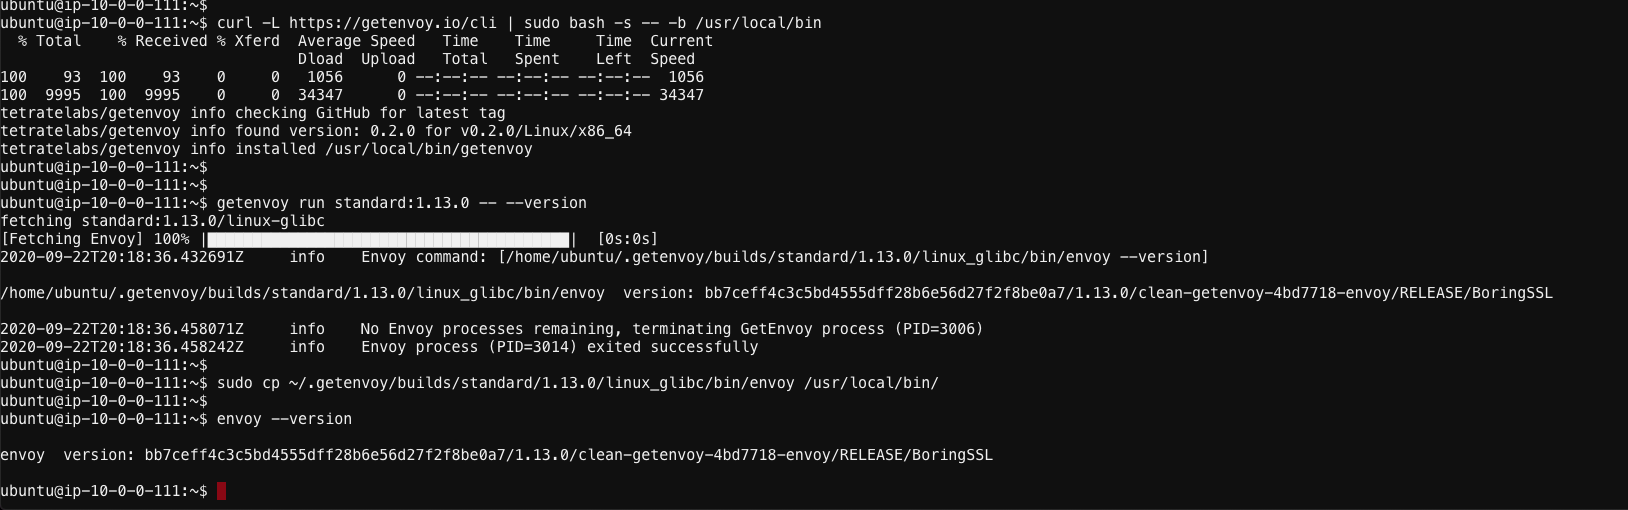 ubuntu@ip-10-0-0-111:~$
ubuntu@ip-10-0-0-111:~$ curl -L https://getenvoy.io/cli | sudo bash -s -- -b /usr/local/bin
  % Total    % Received % Xferd  Average Speed   Time    Time     Time  Current
                                 Dload  Upload   Total   Spent    Left  Speed
100    93  100    93    0     0   1056      0 --:--:-- --:--:-- --:--:--  1056
100  9995  100  9995    0     0  34347      0 --:--:-- --:--:-- --:--:-- 34347
tetratelabs/getenvoy info checking GitHub for latest tag
tetratelabs/getenvoy info found version: 0.2.0 for v0.2.0/Linux/x86_64
tetratelabs/getenvoy info installed /usr/local/bin/getenvoy
ubuntu@ip-10-0-0-111:~$
ubuntu@ip-10-0-0-111:~$
ubuntu@ip-10-0-0-111:~$ getenvoy run standard:1.13.0 -- --version
fetching standard:1.13.0/linux-glibc
[Fetching Envoy] 100% |████████████████████████████████████████|  [0s:0s]
2020-09-22T20:18:36.432691Z     info    Envoy command: [/home/ubuntu/.getenvoy/builds/standard/1.13.0/linux_glibc/bin/envoy --version]
/home/ubuntu/.getenvoy/builds/standard/1.13.0/linux_glibc/bin/envoy  version: bb7ceff4c3c5bd4555dff28b6e56d27f2f8be0a7/1.13.0/clean-getenvoy-4bd7718-envoy/RELEASE/BoringSSL
2020-09-22T20:18:36.458071Z     info    No Envoy processes remaining, terminating GetEnvoy process (PID=3006)
2020-09-22T20:18:36.458242Z     info    Envoy process (PID=3014) exited successfully
ubuntu@ip-10-0-0-111:~$
ubuntu@ip-10-0-0-111:~$ sudo cp ~/.getenvoy/builds/standard/1.13.0/linux_glibc/bin/envoy /usr/local/bin/
ubuntu@ip-10-0-0-111:~$
ubuntu@ip-10-0-0-111:~$ envoy --version
envoy  version: bb7ceff4c3c5bd4555dff28b6e56d27f2f8be0a7/1.13.0/clean-getenvoy-4bd7718-envoy/RELEASE/BoringSSL
ubuntu@ip-10-0-0-111:~$